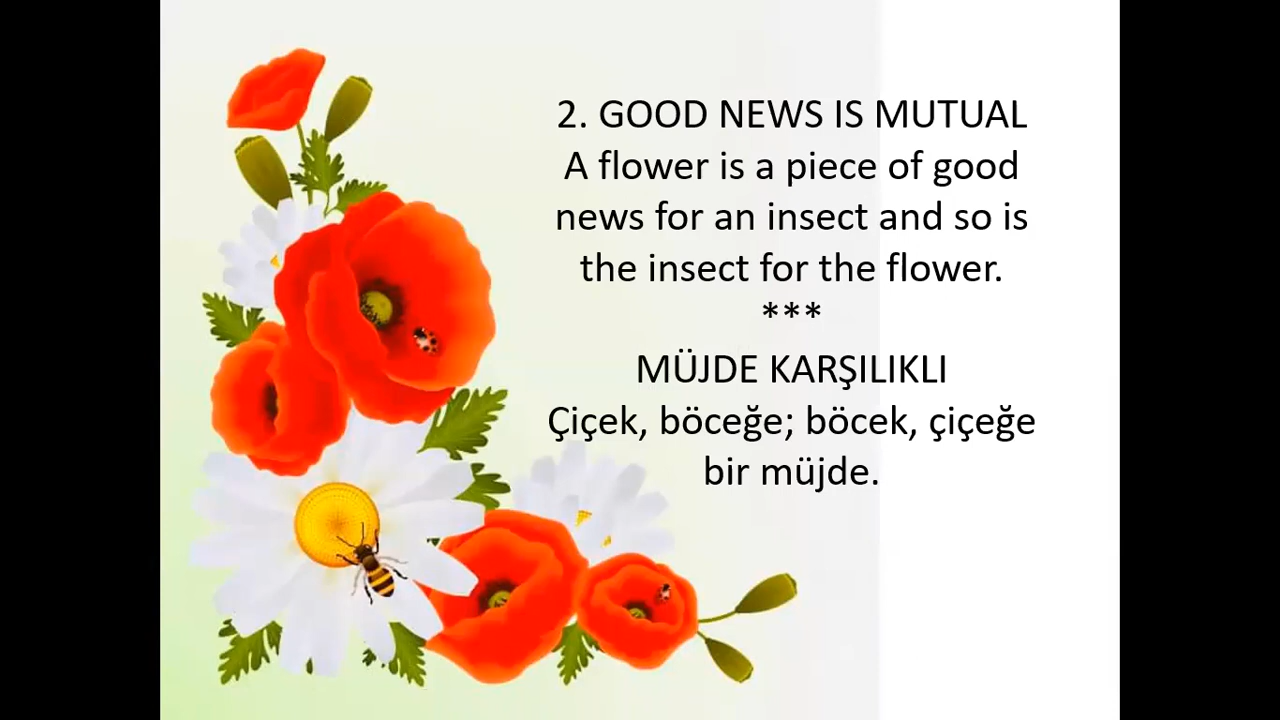 2. GOOD NEWS IS MUTUAL
A flower is a piece of good
news for an insect and so is
the insect for the flower.
***
MÜJDE KARŞILIKLI
Çiçek, böceğe; böcek, çiçeğe
bir müjde.